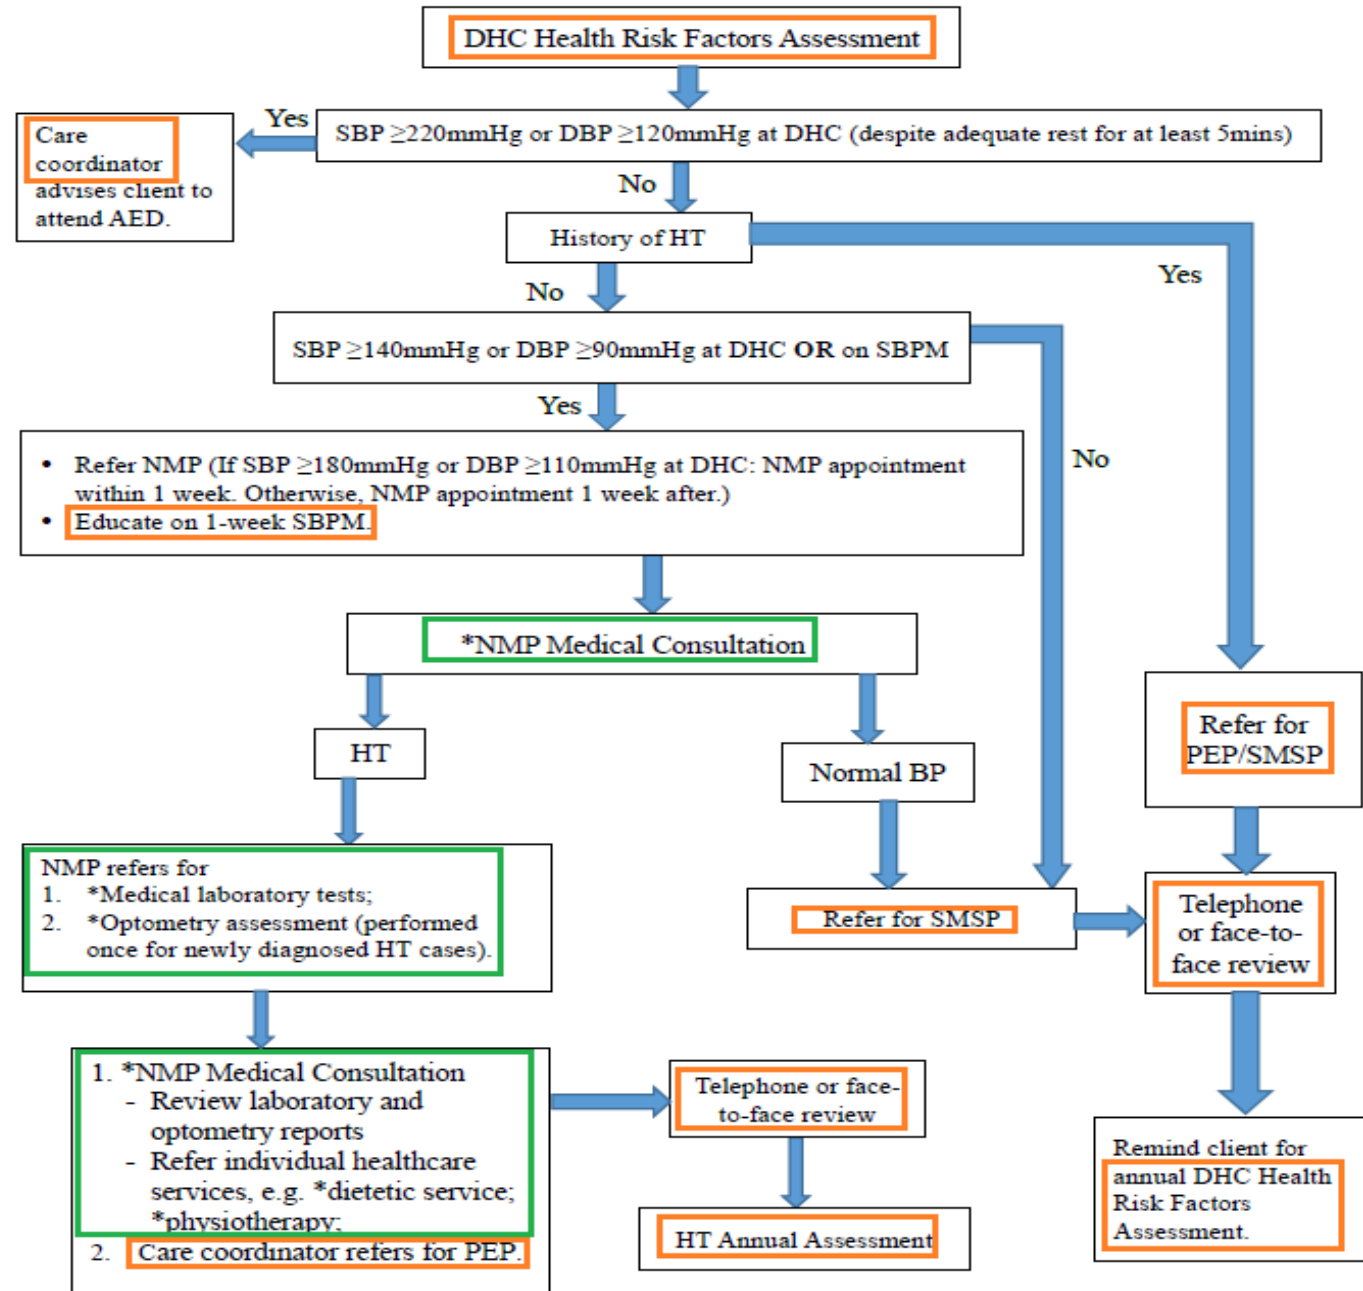 DHC Health Risk Factors Assessment
Yes
SBP ≥220mmHg or DBP ≥120mmHg at DHC (despite adequate rest for at least 5mins)
Care
coordinator
advises client to
attend AED.
No
History of HT
Yes
No
SBP ≥140mmHg or DBP ≥90mmHg at DHC OR on SBPM
Yes
No
• Refer NMP (If SBP ≥180mmHg or DBP ≥110mmHg at DHC: NMP appointment
within 1 week. Otherwise, NMP appointment 1 week after.)
• Educate on 1-week SBPM.
*NMP Medical Consultation
HT
Normal BP
Refer for
PEP/SMSP
NMP refers for
1. *Medical laboratory tests;
2. *Optometry assessment (performed
once for newly diagnosed HT cases).
Refer for SMSP
Telephone
or face-to-
face review
1. *NMP Medical Consultation
- Review laboratory and
optometry reports
- Refer individual healthcare
services, e.g. *dietetic service;
*physiotherapy;
2. Care coordinator refers for PEP.
Telephone or face-
to-face review
HT Annual Assessment
Remind client for
annual DHC Health
Risk Factors
Assessment.